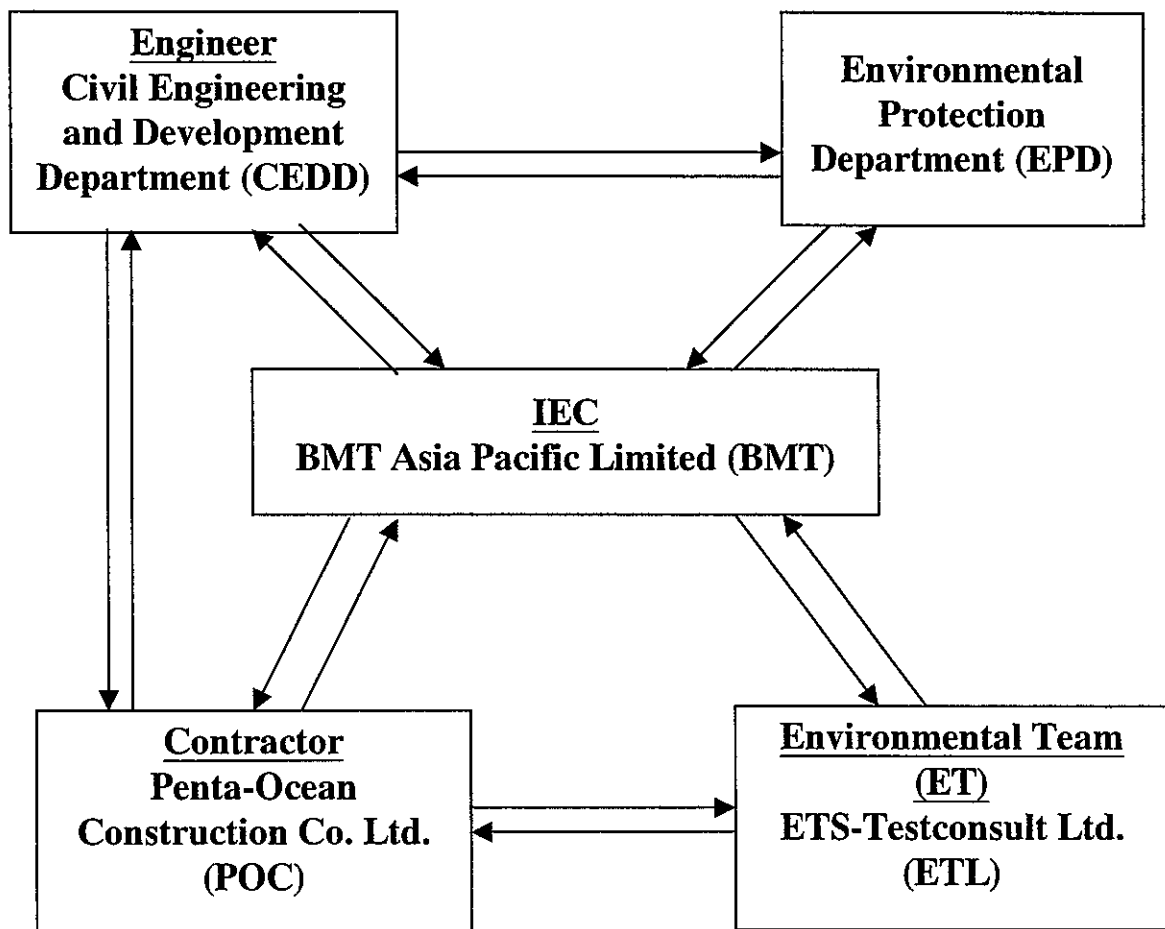 Engineer
Civil Engineering
and Development
Department (CEDD)
Environmental
Protection
Department (EPD)
IEC
BMT Asia Pacific Limited (BMT)
Contractor
Penta-Ocean
Construction Co. Ltd.
(POC)
Environmental Team
(ET)
ETS-Testconsult Ltd.
(ETL)